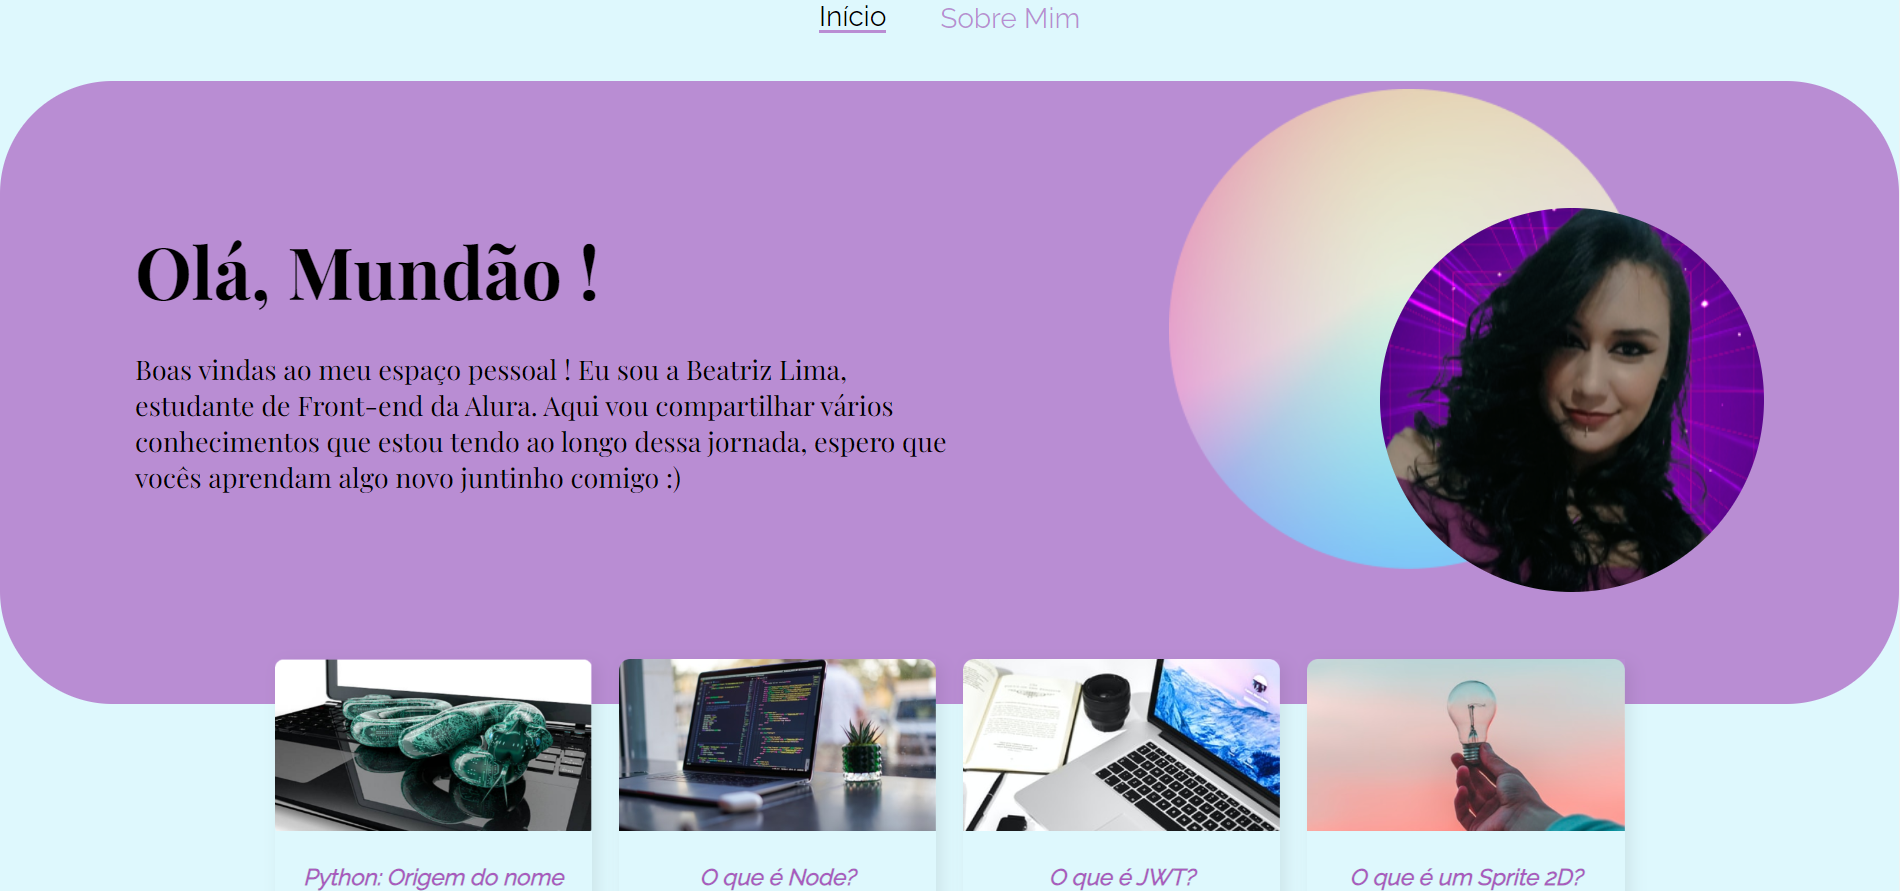 Início
Sobre Mim
Olá, Mundão !
Boas vindas ao meu espaço pessoal ! Eu sou a Beatriz Lima,
estudante de Front-end da Alura. Aqui vou compartilhar vários
conhecimentos que estou tendo ao longo dessa jornada, espero que
vocês aprendam algo novo juntinho comigo :)
Python: Origem do nome
O que é Node?
O que é JWT?
O que é um Sprite 2D?